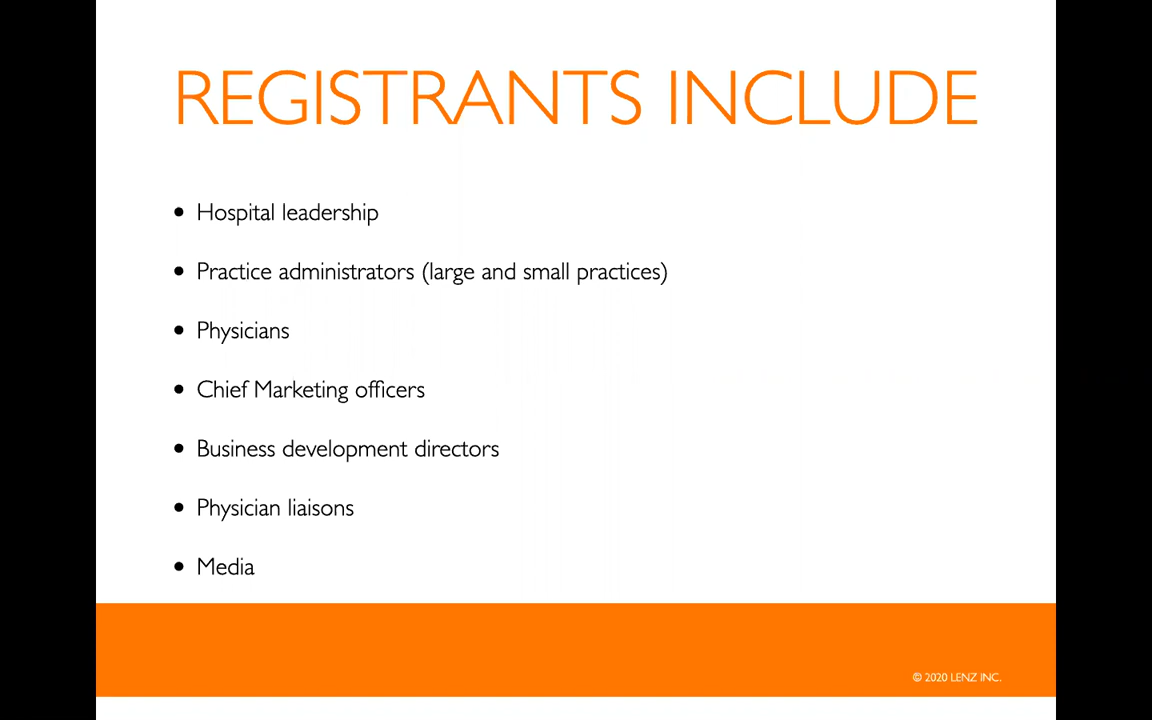 REGISTRANTS INCLUDE
• Hospital leadership
• Practice administrators (large and small practices)
• Physicians
• Chief Marketing officers
• Business development directors
• Physician liaisons
• Media
© 2020 LENZ INC.